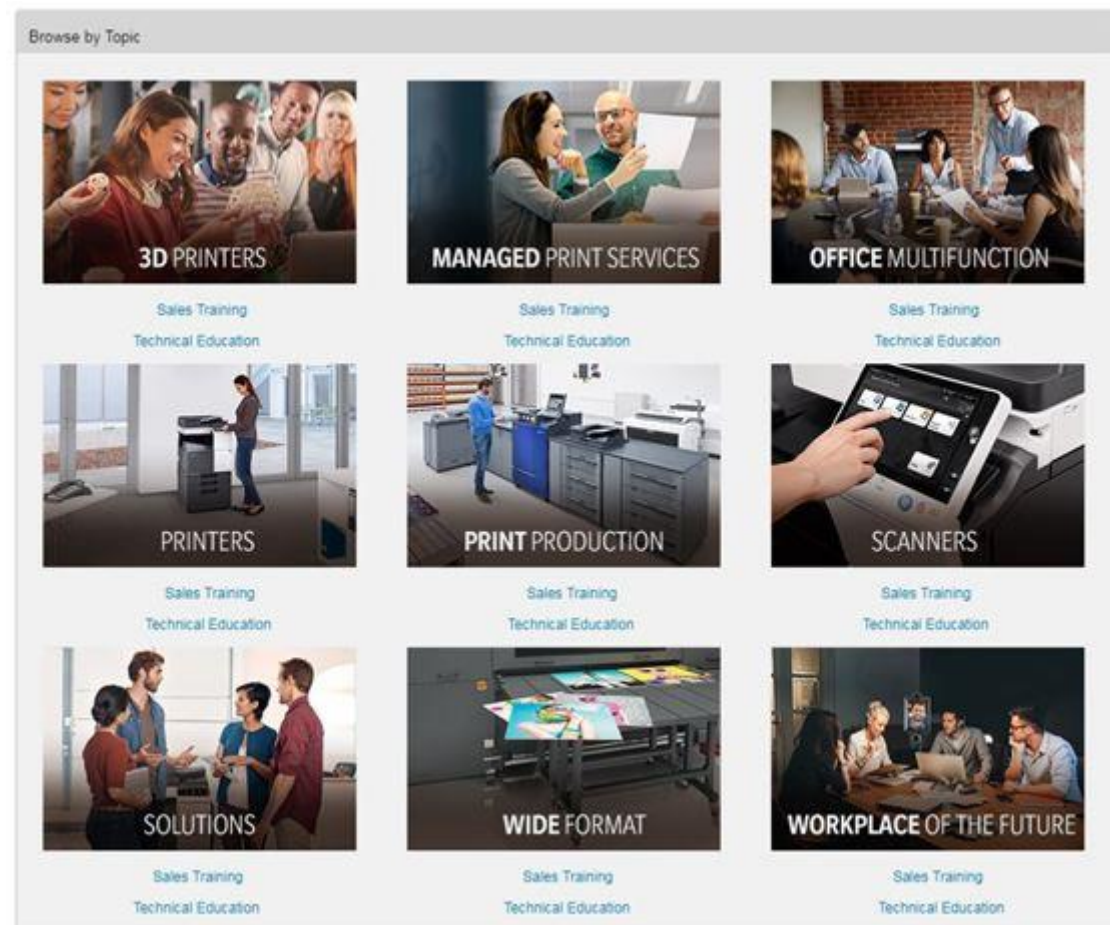 Browse by Topic
3D PRINTERS
MANAGED PRINT SERVICES
OFFICE MULTIFUNCTION
Sales Training
Sales Training
Sales Training
Technical Education
Technical Education
Technical Education
PRINTERS
PRINT PRODUCTION
SCANNERS
Sales Training
Sales Training
Sales Training
Technical Education
Technical Education
Technical Education
SOLUTIONS
WIDE FORMAT
WORKPLACE OF THE FUTURE
Sales Training
Sales Training
Sales Training
Technical Education
Technical Education
Technical Education